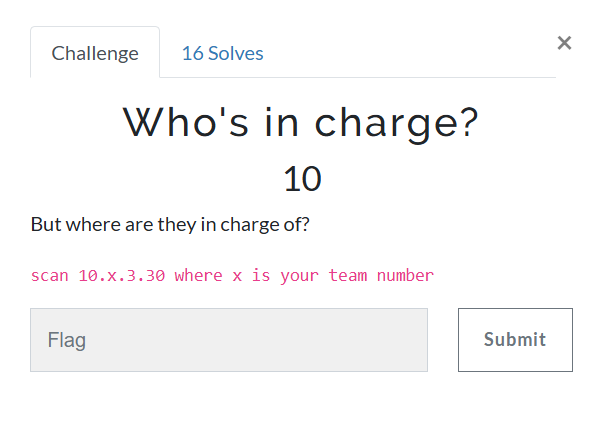 Challenge
16 Solves
×
Who's in charge?
10
But where are they in charge of?
scan 10.x.3.30 where x is your team number
Flag
Submit